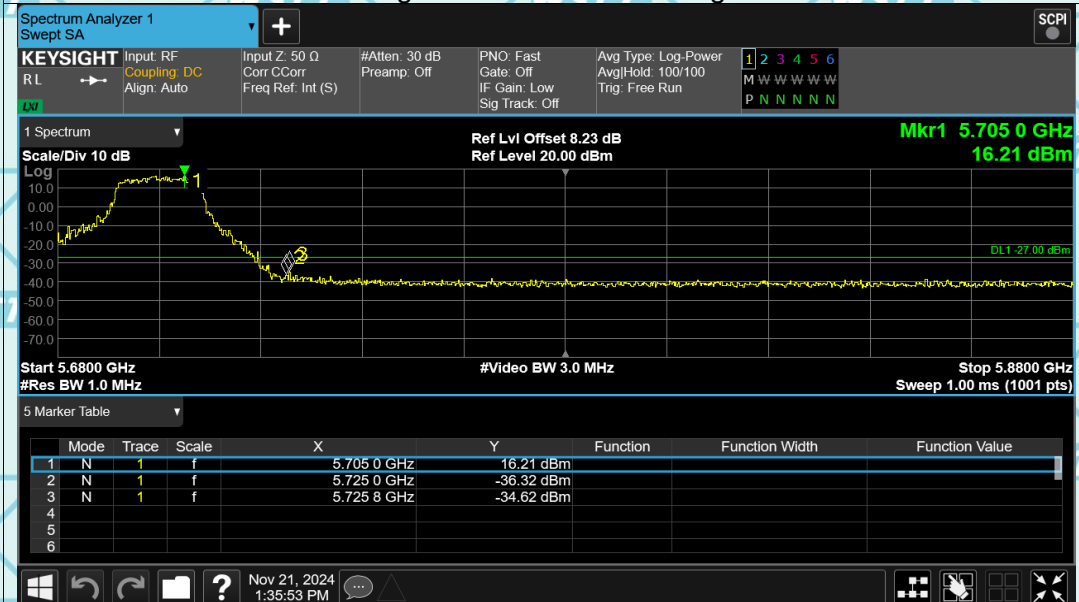 Spectrum Analyzer 1
Swept SA
+
SCPI
KEYSIGHT
RL
LXI
Input: RF
Coupling: DC
Align: Auto
Input Z: 50 Ω
Corr CCorr
Freq Ref: Int (S)
#Atten: 30 dB
Preamp: Off
PNO: Fast
Gate: Off
IF Gain: Low
Sig Track: Off
Avg Type: Log-Power
Avg|Hold: 100/100
Trig: Free Run
1 2 3 4 5 6
M W W W W W
P N N N N N
1 Spectrum
Scale/Div 10 dB
Ref Lvl Offset 8.23 dB
Ref Level 20.00 dBm
Mkr1 5.705 0 GHz
16.21 dBm
Log
10.0
0.00
-10.0
-20.0
-30.0
-40.0
-50.0
-60.0
-70.0
1
DL1 -27.00 dBm
Start 5.6800 GHz
#Video BW 3.0 MHz
Stop 5.8800 GHz
#Res BW 1.0 MHz
Sweep 1.00 ms (1001 pts)
5 Marker Table
Mode Trace Scale X Y Function Function Width Function Value
1 N 1 f 5.705 0 GHz 16.21 dBm
2 N 1 f 5.725 0 GHz -36.32 dBm
3 N 1 f 5.725 8 GHz -34.62 dBm
4
5
6
?
Nov 21, 2024
1:35:53 PM